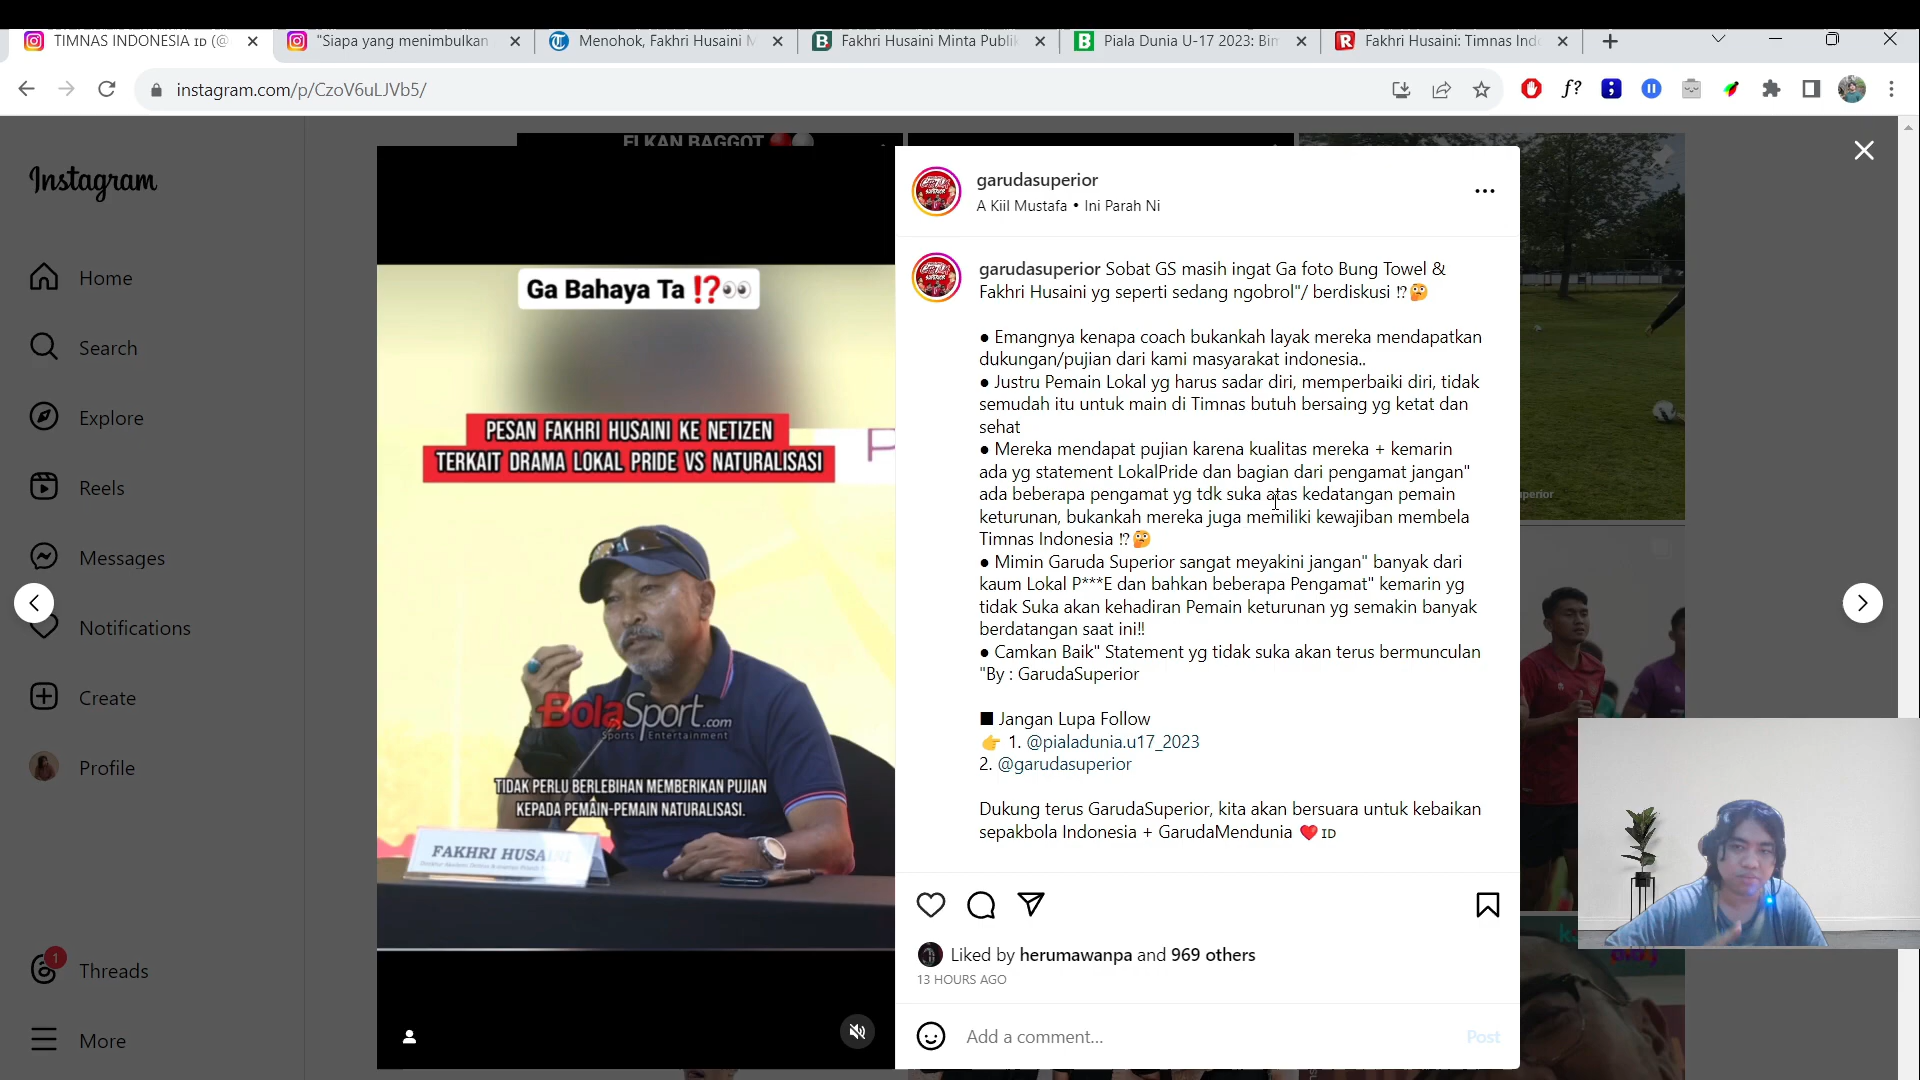 TIMNAS INDONESIA ID (@
"Siapa yang menimbulkan
Menohok, Fakhri Husaini M
Fakhri Husaini Minta Publik
Piala Dunia U-17 2023: Bim
Fakhri Husaini: Timnas Ind
instagram.com/p/CzoV6uLJVb5/
Instagram
Home
Search
Explore
Reels
Messages
Notifications
Create
Profile
1
Threads
More
ELKAN BAGGOT
Ga Bahaya Ta ⁉️👀
PESAN FAKHRI HUSAINI KE NETIZEN
TERKAIT DRAMA LOKAL PRIDE VS NATURALISASI
P
BolaSport.com
Sports Entertainment
TIDAK PERLU BERLEBIHAN MEMBERIKAN PUJIAN
KEPADA PEMAIN-PEMAIN NATURALISASI.
FAKHRI HUSAINI
garudasuperior
A Kiil Mustafa • Ini Parah Ni
garudasuperior Sobat GS masih ingat Ga foto Bung Towel &
Fakhri Husaini yg seperti sedang ngobrol"/ berdiskusi ⁉️🤔
● Emangnya kenapa coach bukankah layak mereka mendapatkan
dukungan/pujian dari kami masyarakat indonesia..
● Justru Pemain Lokal yg harus sadar diri, memperbaiki diri, tidak
semudah itu untuk main di Timnas butuh bersaing yg ketat dan
sehat
● Mereka mendapat pujian karena kualitas mereka + kemarin
ada yg statement LokalPride dan bagian dari pengamat jangan"
ada beberapa pengamat yg tdk suka atas kedatangan pemain
keturunan, bukankah mereka juga memiliki kewajiban membela
Timnas Indonesia ⁉️🤔
● Mimin Garuda Superior sangat meyakini jangan" banyak dari
kaum Lokal P***E dan bahkan beberapa Pengamat" kemarin yg
tidak Suka akan kehadiran Pemain keturunan yg semakin banyak
berdatangan saat ini‼️
● Camkan Baik" Statement yg tidak suka akan terus bermunculan
"By : GarudaSuperior
■ Jangan Lupa Follow
👉 1. @pialadunia.u17_2023
2. @garudasuperior
Dukung terus GarudaSuperior, kita akan bersuara untuk kebaikan
sepakbola Indonesia + GarudaMendunia ❤️ ID
Liked by herumawanpa and 969 others
13 HOURS AGO
Add a comment...
Post
perior